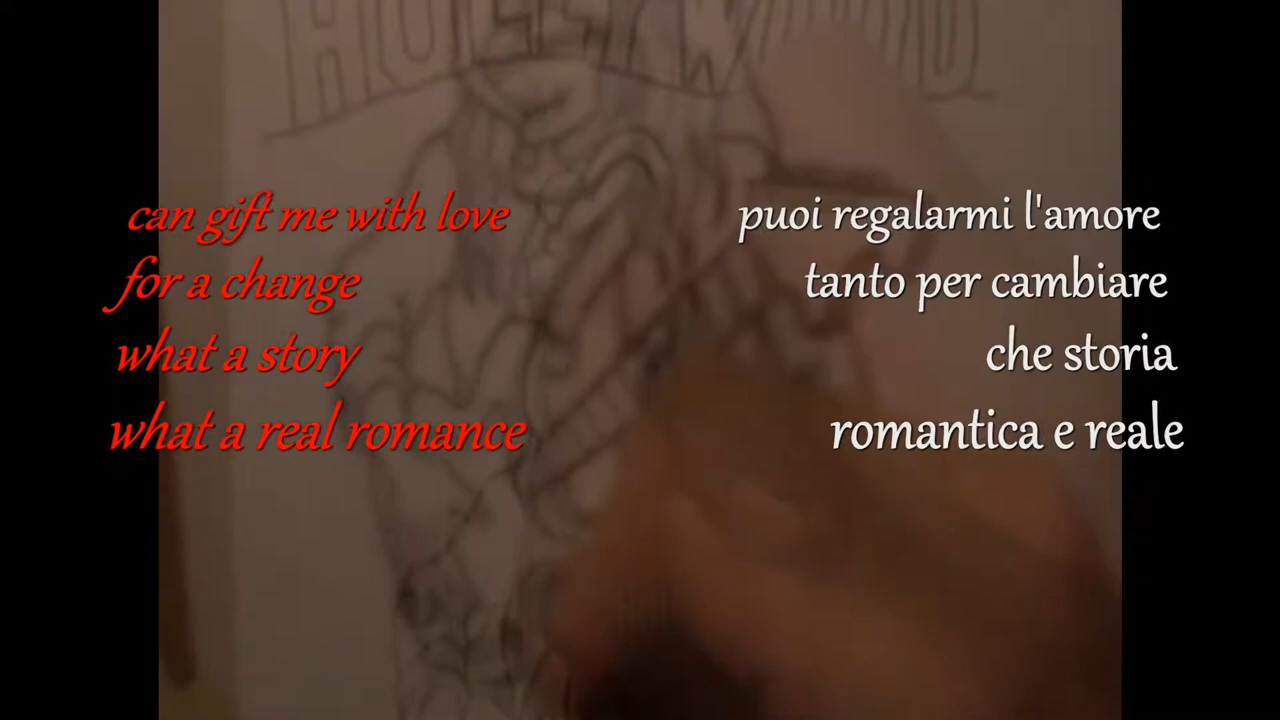 HOLLYWOOD
can gift me with love
for a change
what a story
what a real romance
puoi regalarmi l'amore
tanto per cambiare
che storia
romantica e reale